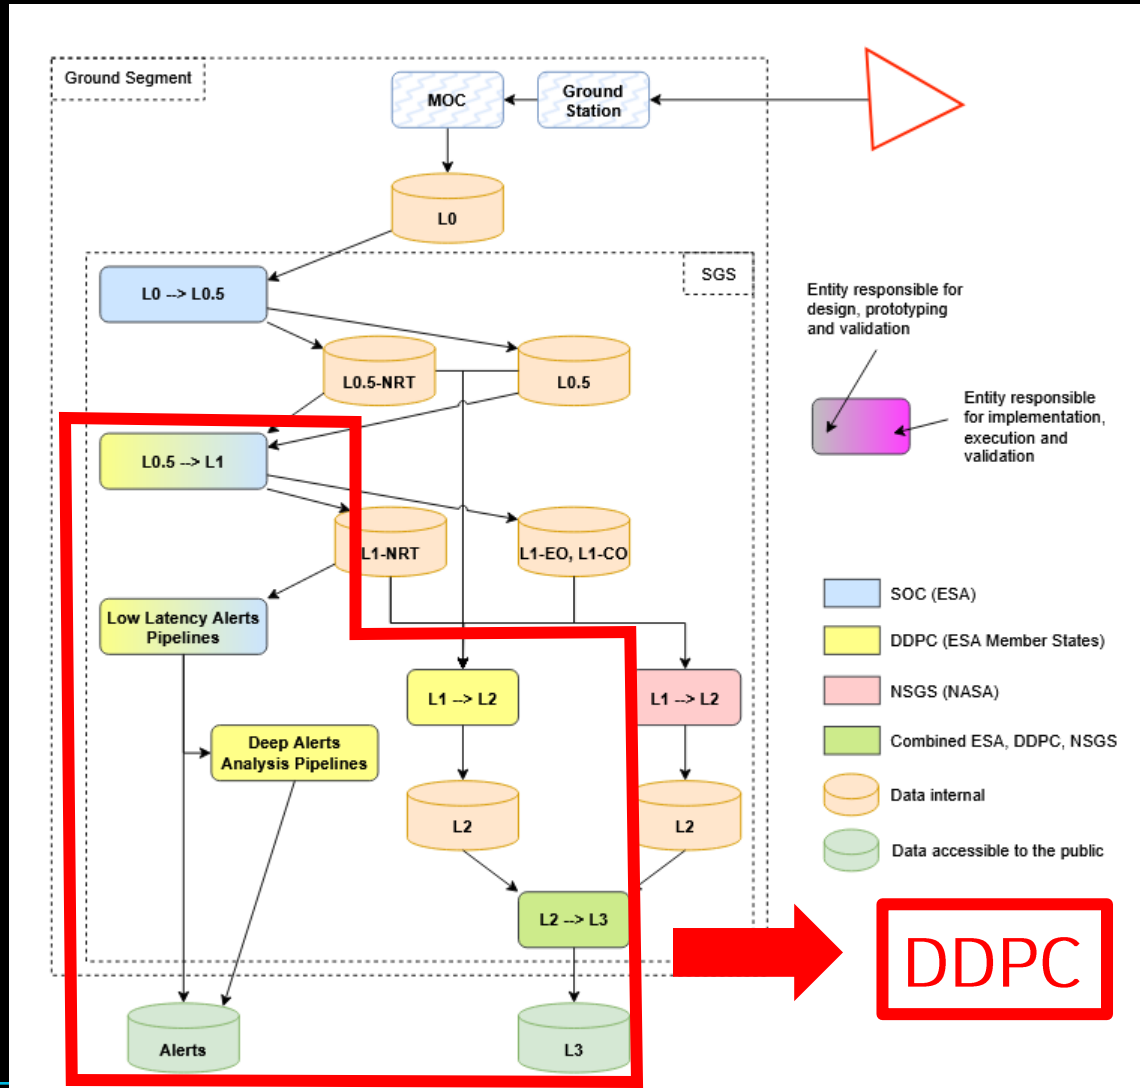 Ground Segment
MOC
Ground
Station
L0
SGS
L0 --> L0.5
Entity responsible for
design, prototyping
and validation
L0.5-NRT
L0.5
Entity responsible
for implementation,
execution and
validation
L0.5 --> L1
L1-NRT
L1-EO, L1-CO
SOC (ESA)
Low Latency Alerts
Pipelines
DDPC (ESA Member States)
L1 --> L2
L1 --> L2
NSGS (NASA)
Deep Alerts
Analysis Pipelines
Combined ESA, DDPC, NSGS
Data internal
L2
L2
Data accessible to the public
L2 --> L3
DDPC
Alerts
L3